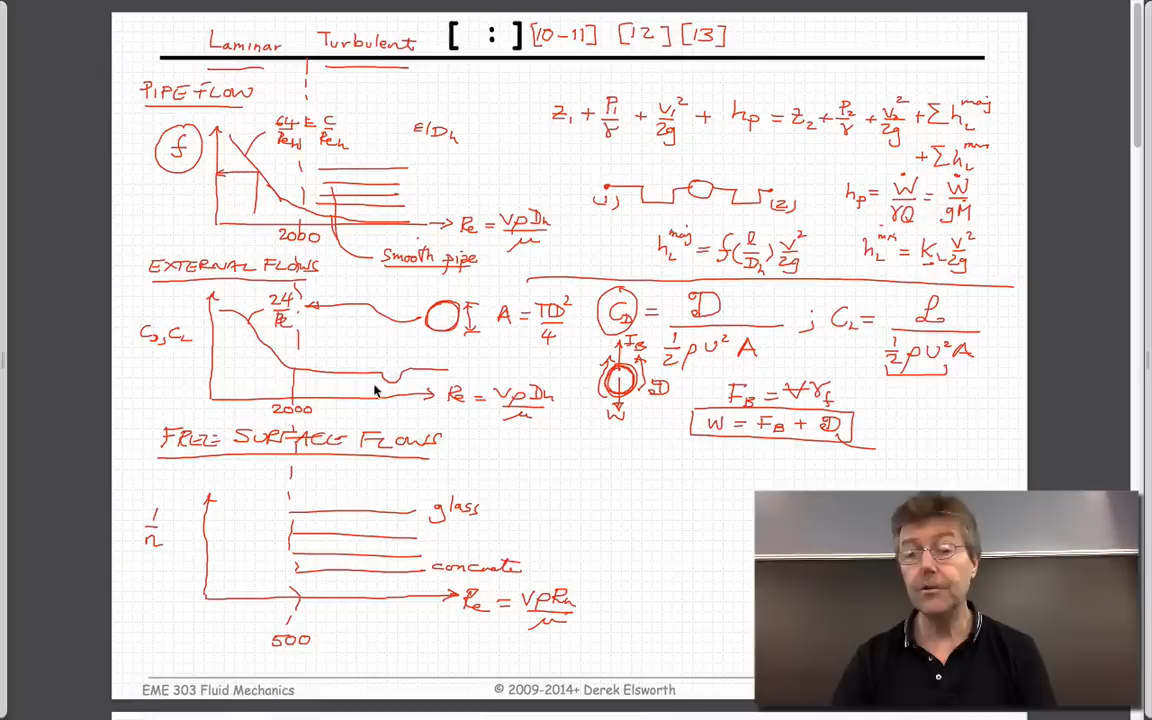 Laminar Turbulent [ : ] [10-11] [12] [13]
PIPE FLOW
f
64/Re_H = C/Re_h
ε/D_h
2000
Re = VρD_h/μ
Smooth pipe
z₁ + P₁/γ + v₁²/2g + h_p = z₂ + P₂/γ + v₂²/2g + Σ h_L^maj
+ Σ h_L^min
(1) (2)
h_p = Ẇ/γQ = Ẇ/gṀ
h_L^maj = f(l/D_h) v²/2g
h_L^min = K_L v²/2g
EXTERNAL FLOWS
C_D, C_L
24/Re
A = πD²/4
C_D = D / ½ρU²A ; C_L = L / ½ρU²A
F_B
D
W
2000
Re = VρD_h/μ
F_B = ∀γ_f
W = F_B + D
FREE SURFACE FLOWS
1/n
glass
concrete
500
Re = VρR_h/μ
EME 303 Fluid Mechanics
© 2009-2014+ Derek Elsworth